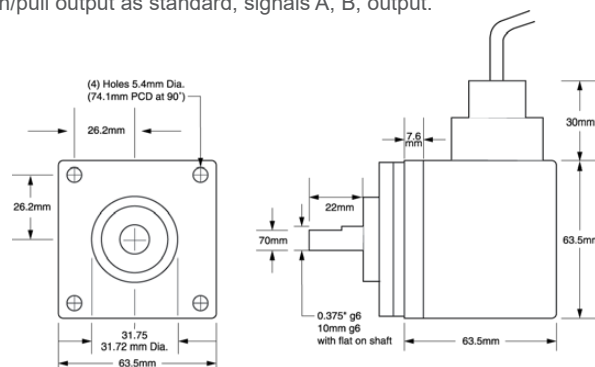 n/pull output as standard, signals A, B, output.
(4) Holes 5.4mm Dia.
(74.1mm PCD at 90˚)
26.2mm
7.6
mm
30mm
26.2mm
22mm
70mm
63.5mm
0.375" g6
10mm g6
with flat on shaft
31.75
31.72 mm Dia.
63.5mm
63.5mm